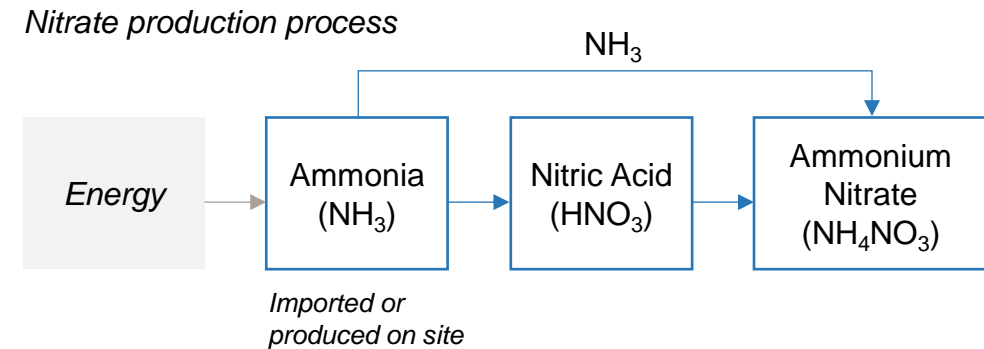 Nitrate production process
NH₃
Energy
Ammonia
(NH₃)
Nitric Acid
(HNO₃)
Ammonium
Nitrate
(NH₄NO₃)
Imported or
produced on site